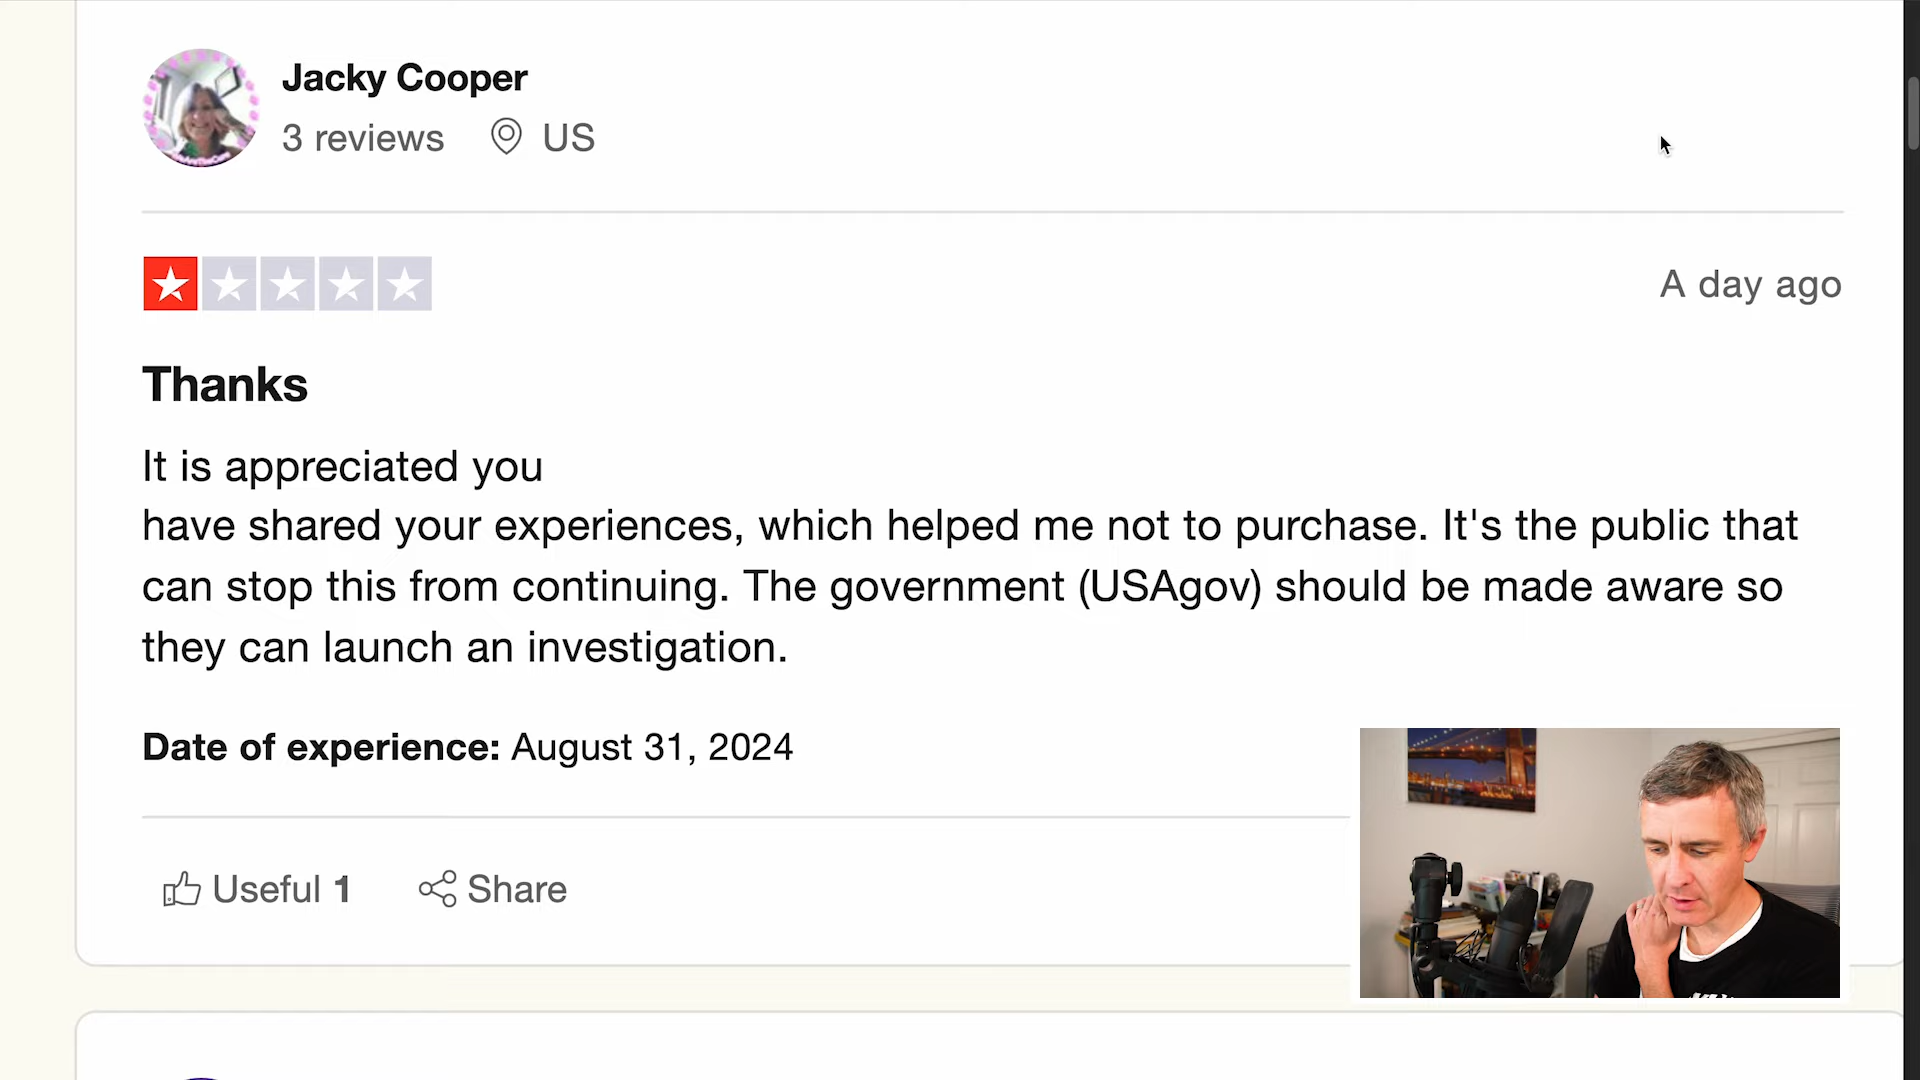 Jacky Cooper
3 reviews US
A day ago
Thanks
It is appreciated you
have shared your experiences, which helped me not to purchase. It's the public that
can stop this from continuing. The government (USAgov) should be made aware so
they can launch an investigation.
Date of experience: August 31, 2024
Useful 1 Share